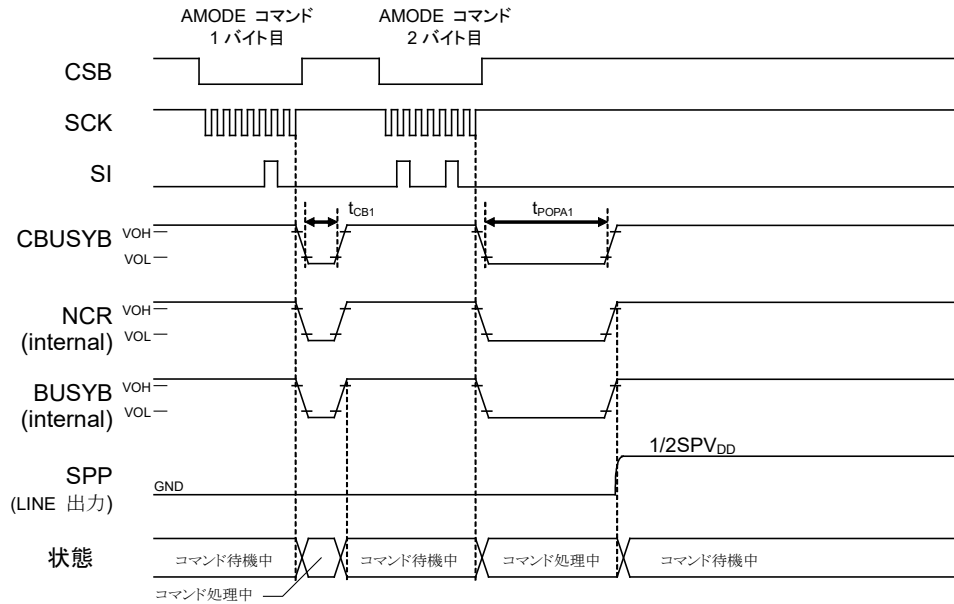 AMODE コマンド
1 バイト目
AMODE コマンド
2 バイト目
CSB
SCK
SI
tCB1
tPOPA1
CBUSYB
VOH
VOL
NCR
(internal)
VOH
VOL
BUSYB
(internal)
VOH
VOL
1/2SPVDD
SPP
(LINE 出力)
GND
状態
コマンド待機中
コマンド待機中
コマンド処理中
コマンド待機中
コマンド処理中